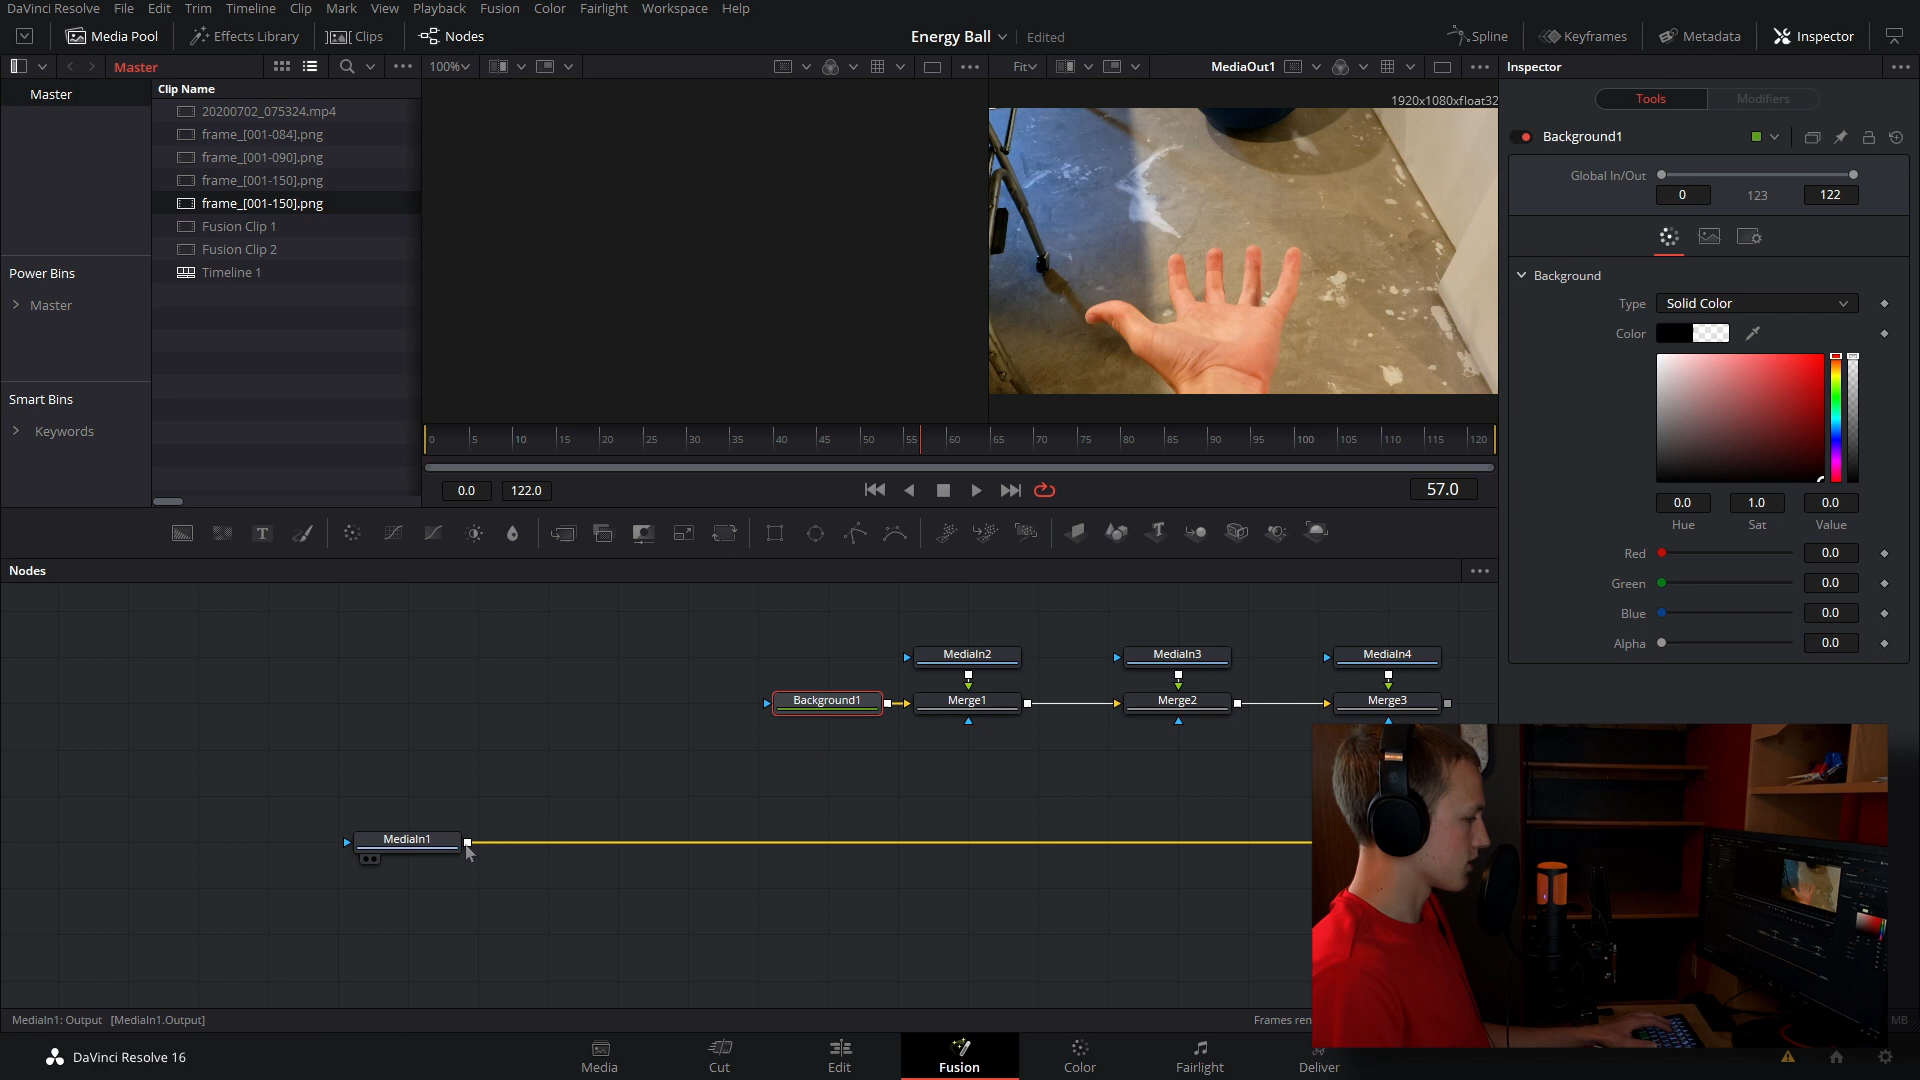 DaVinci Resolve File Edit Trim Timeline Clip Mark View Playback Fusion Color Fairlight Workspace Help
Media Pool Effects Library Clips Nodes Energy Ball Edited Spline Keyframes Metadata Inspector
Master 100% Fit MediaOut1 Inspector
Master
Clip Name
20200702_075324.mp4
frame_[001-084].png
frame_[001-090].png
frame_[001-150].png
frame_[001-150].png
Fusion Clip 1
Fusion Clip 2
Timeline 1
Power Bins
Master
Smart Bins
Keywords
1920x1080xfloat32
0 5 10 15 20 25 30 35 40 45 50 55 60 65 70 75 80 85 90 95 100 105 110 115 120
0.0 122.0 57.0
Tools Modifiers
Background1
Global In/Out
0 123 122
Background
Type Solid Color
Color
0.0 1.0 0.0
Hue Sat Value
Red 0.0
Green 0.0
Blue 0.0
Alpha 0.0
T T
Nodes
MediaIn2 MediaIn3 MediaIn4
Background1 Merge1 Merge2 Merge3
MediaIn1
MediaIn1: Output [MediaIn1.Output] Frames ren MB
DaVinci Resolve 16 Media Cut Edit Fusion Color Fairlight Deliver